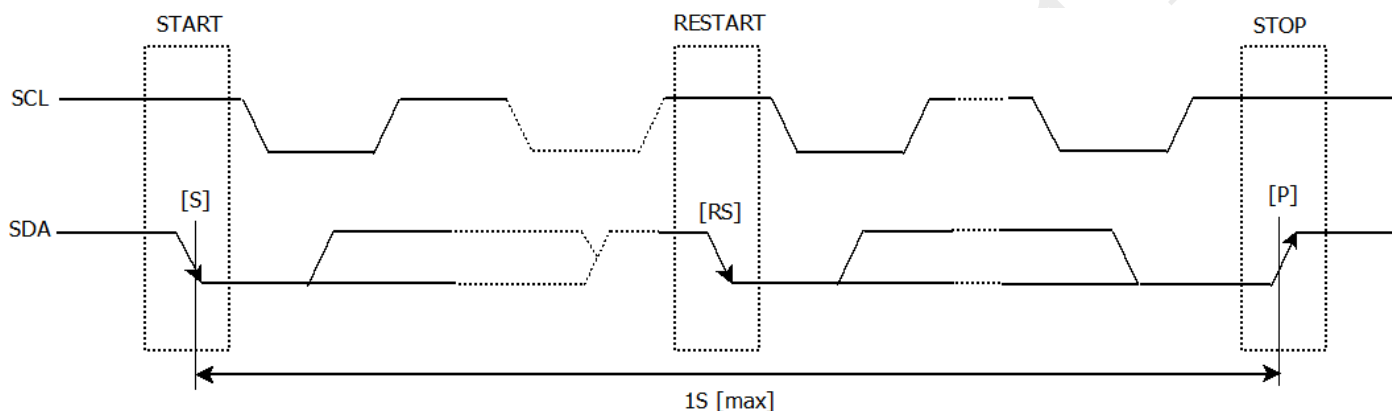 START
RESTART
STOP
SCL
[S]
[RS]
[P]
SDA
1S [max]